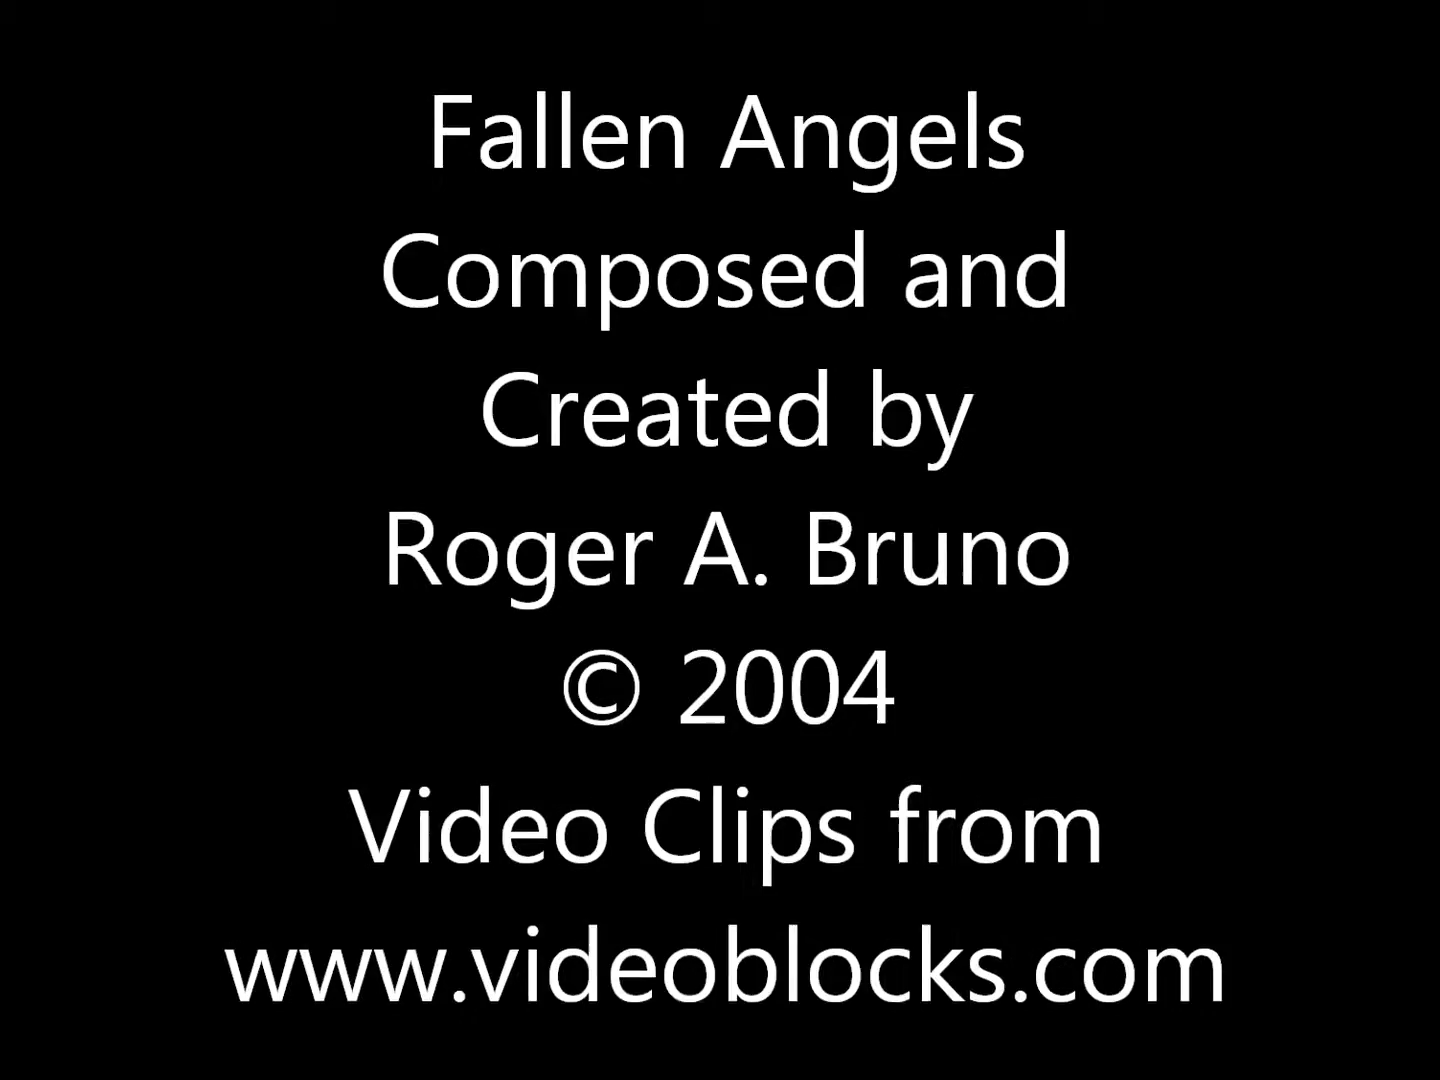 Fallen Angels
Composed and
Created by
Roger A. Bruno
© 2004
Video Clips from
www.videoblocks.com